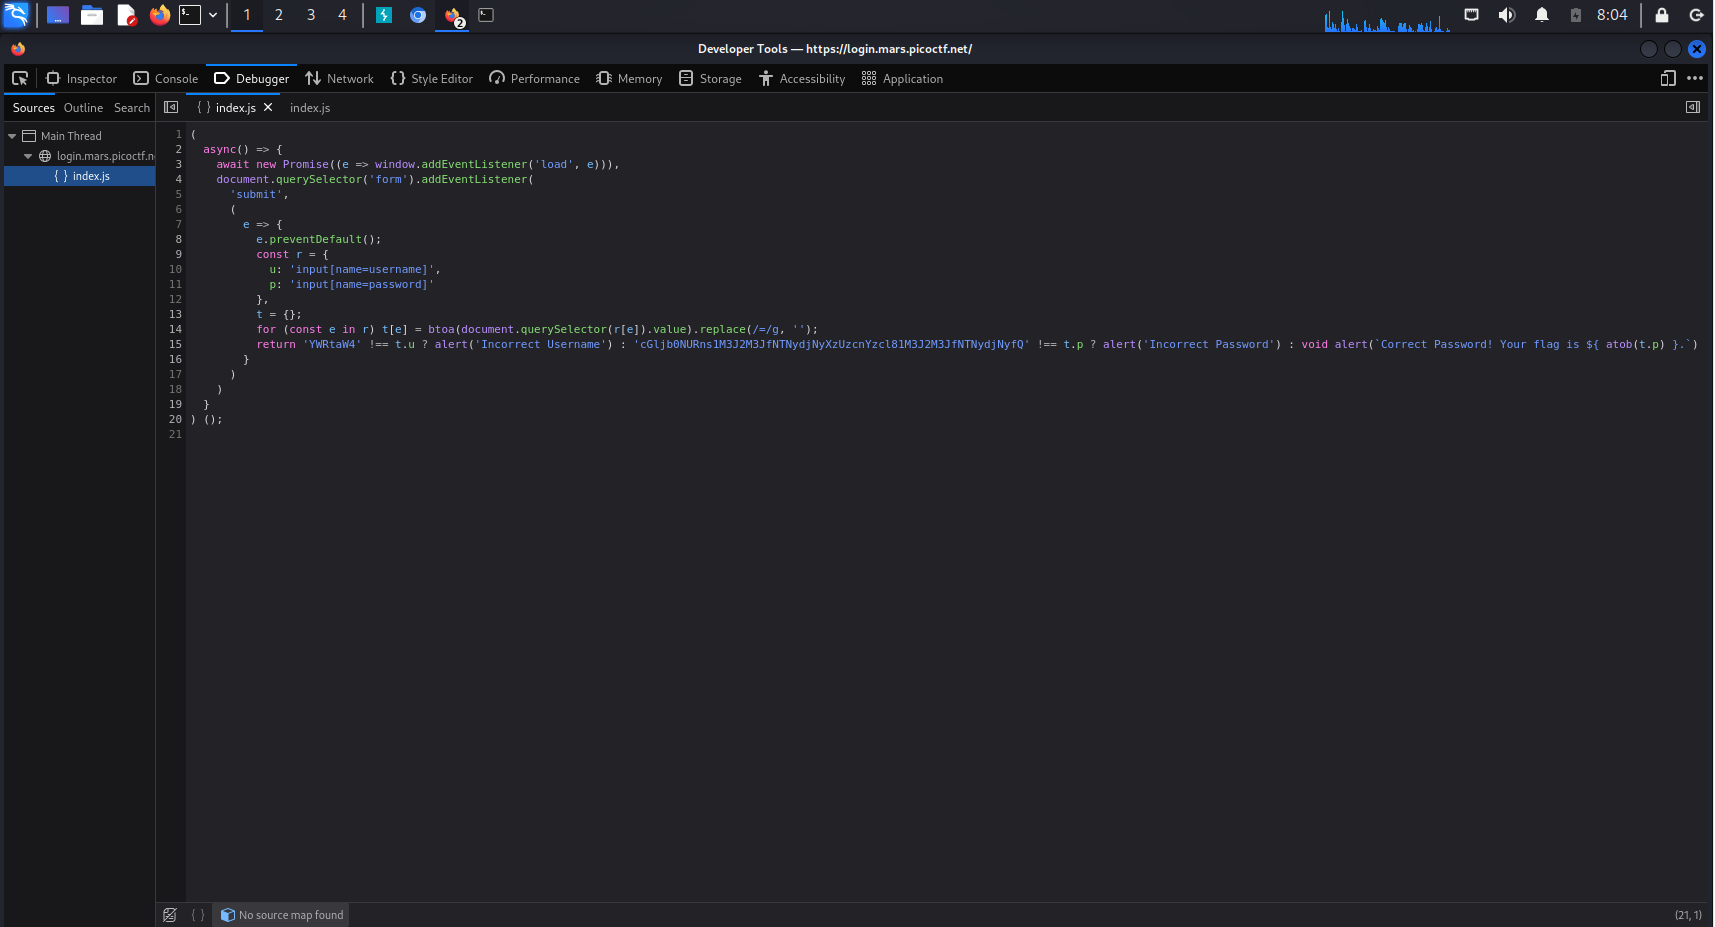 1 2 3 4 2 8:04
Developer Tools — https://login.mars.picoctf.net/
Inspector Console Debugger Network Style Editor Performance Memory Storage Accessibility Application
Sources Outline Search { } index.js index.js
Main Thread
login.mars.picoctf.n
{ } index.js
1 (
2 async() => {
3 await new Promise((e => window.addEventListener('load', e))),
4 document.querySelector('form').addEventListener(
5 'submit',
6 (
7 e => {
8 e.preventDefault();
9 const r = {
10 u: 'input[name=username]',
11 p: 'input[name=password]'
12 },
13 t = {};
14 for (const e in r) t[e] = btoa(document.querySelector(r[e]).value).replace(/=/g, '');
15 return 'YWRtaW4' !== t.u ? alert('Incorrect Username') : 'cGljb0NURns1M3J2M3JfNTNydjNyXzUzcnYzcl81M3J2M3JfNTNydjNyfQ' !== t.p ? alert('Incorrect Password') : void alert(`Correct Password! Your flag is ${ atob(t.p) }.`)
16 }
17 )
18 )
19 }
20 ) ();
21
{ } No source map found (21, 1)